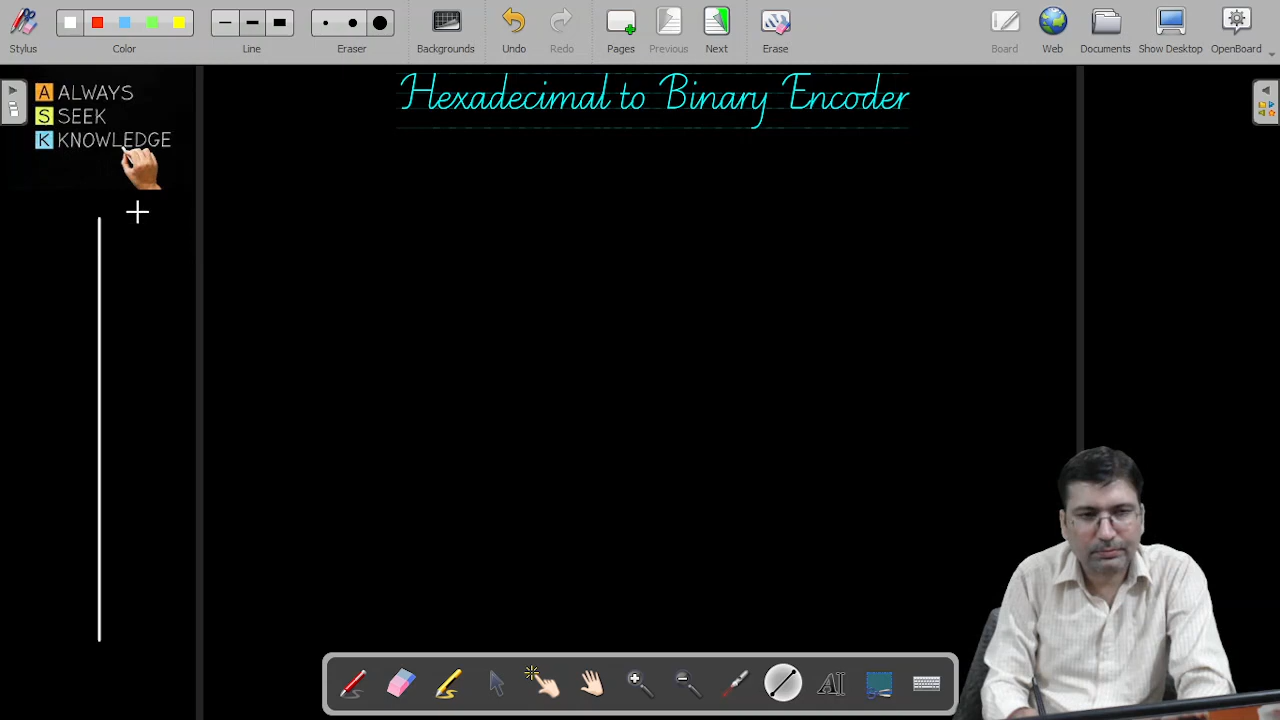 Stylus Color Line Eraser Backgrounds Undo Redo Pages Previous Next Erase Board Web Documents Show Desktop OpenBoard
Hexadecimal to Binary Encoder
A ALWAYS
S SEEK
K KNOWLEDGE
AI